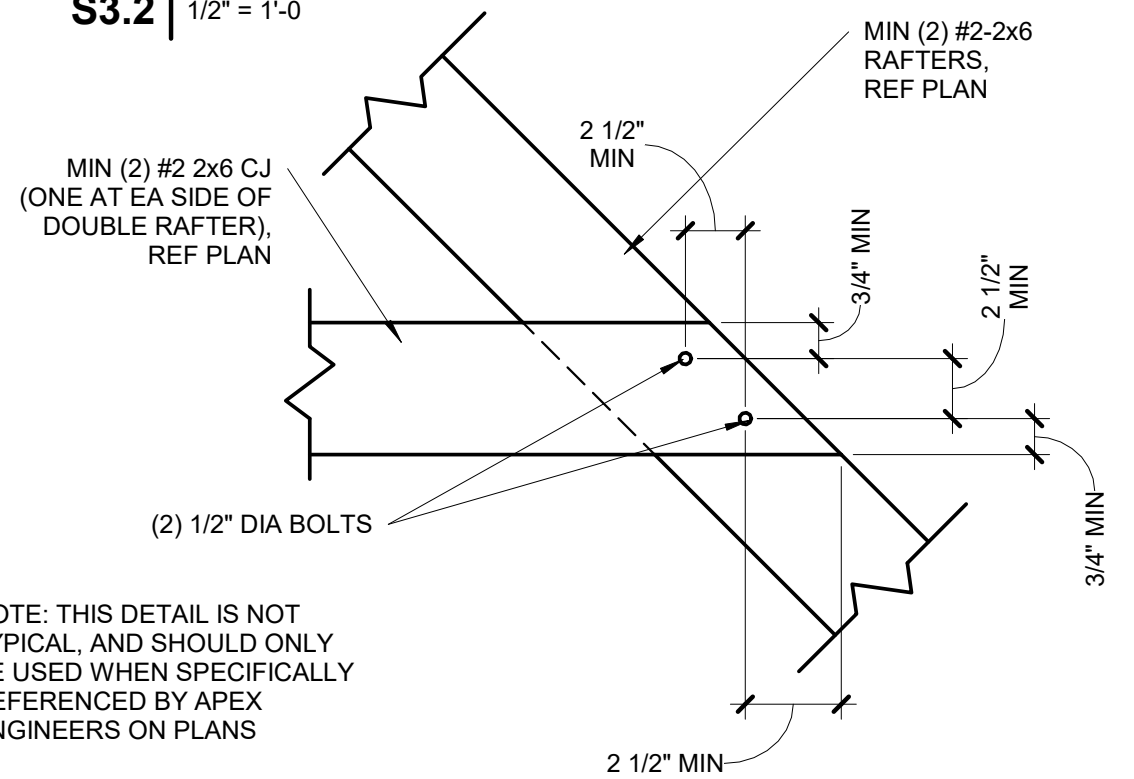 S3.2
1/2" = 1'-0
MIN (2) #2-2x6
RAFTERS,
REF PLAN
2 1/2"
MIN
MIN (2) #2 2x6 CJ
(ONE AT EA SIDE OF
DOUBLE RAFTER),
REF PLAN
3/4" MIN
2 1/2"
MIN
(2) 1/2" DIA BOLTS
3/4" MIN
OTE: THIS DETAIL IS NOT
YPICAL, AND SHOULD ONLY
E USED WHEN SPECIFICALLY
EFERENCED BY APEX
NGINEERS ON PLANS
2 1/2" MIN